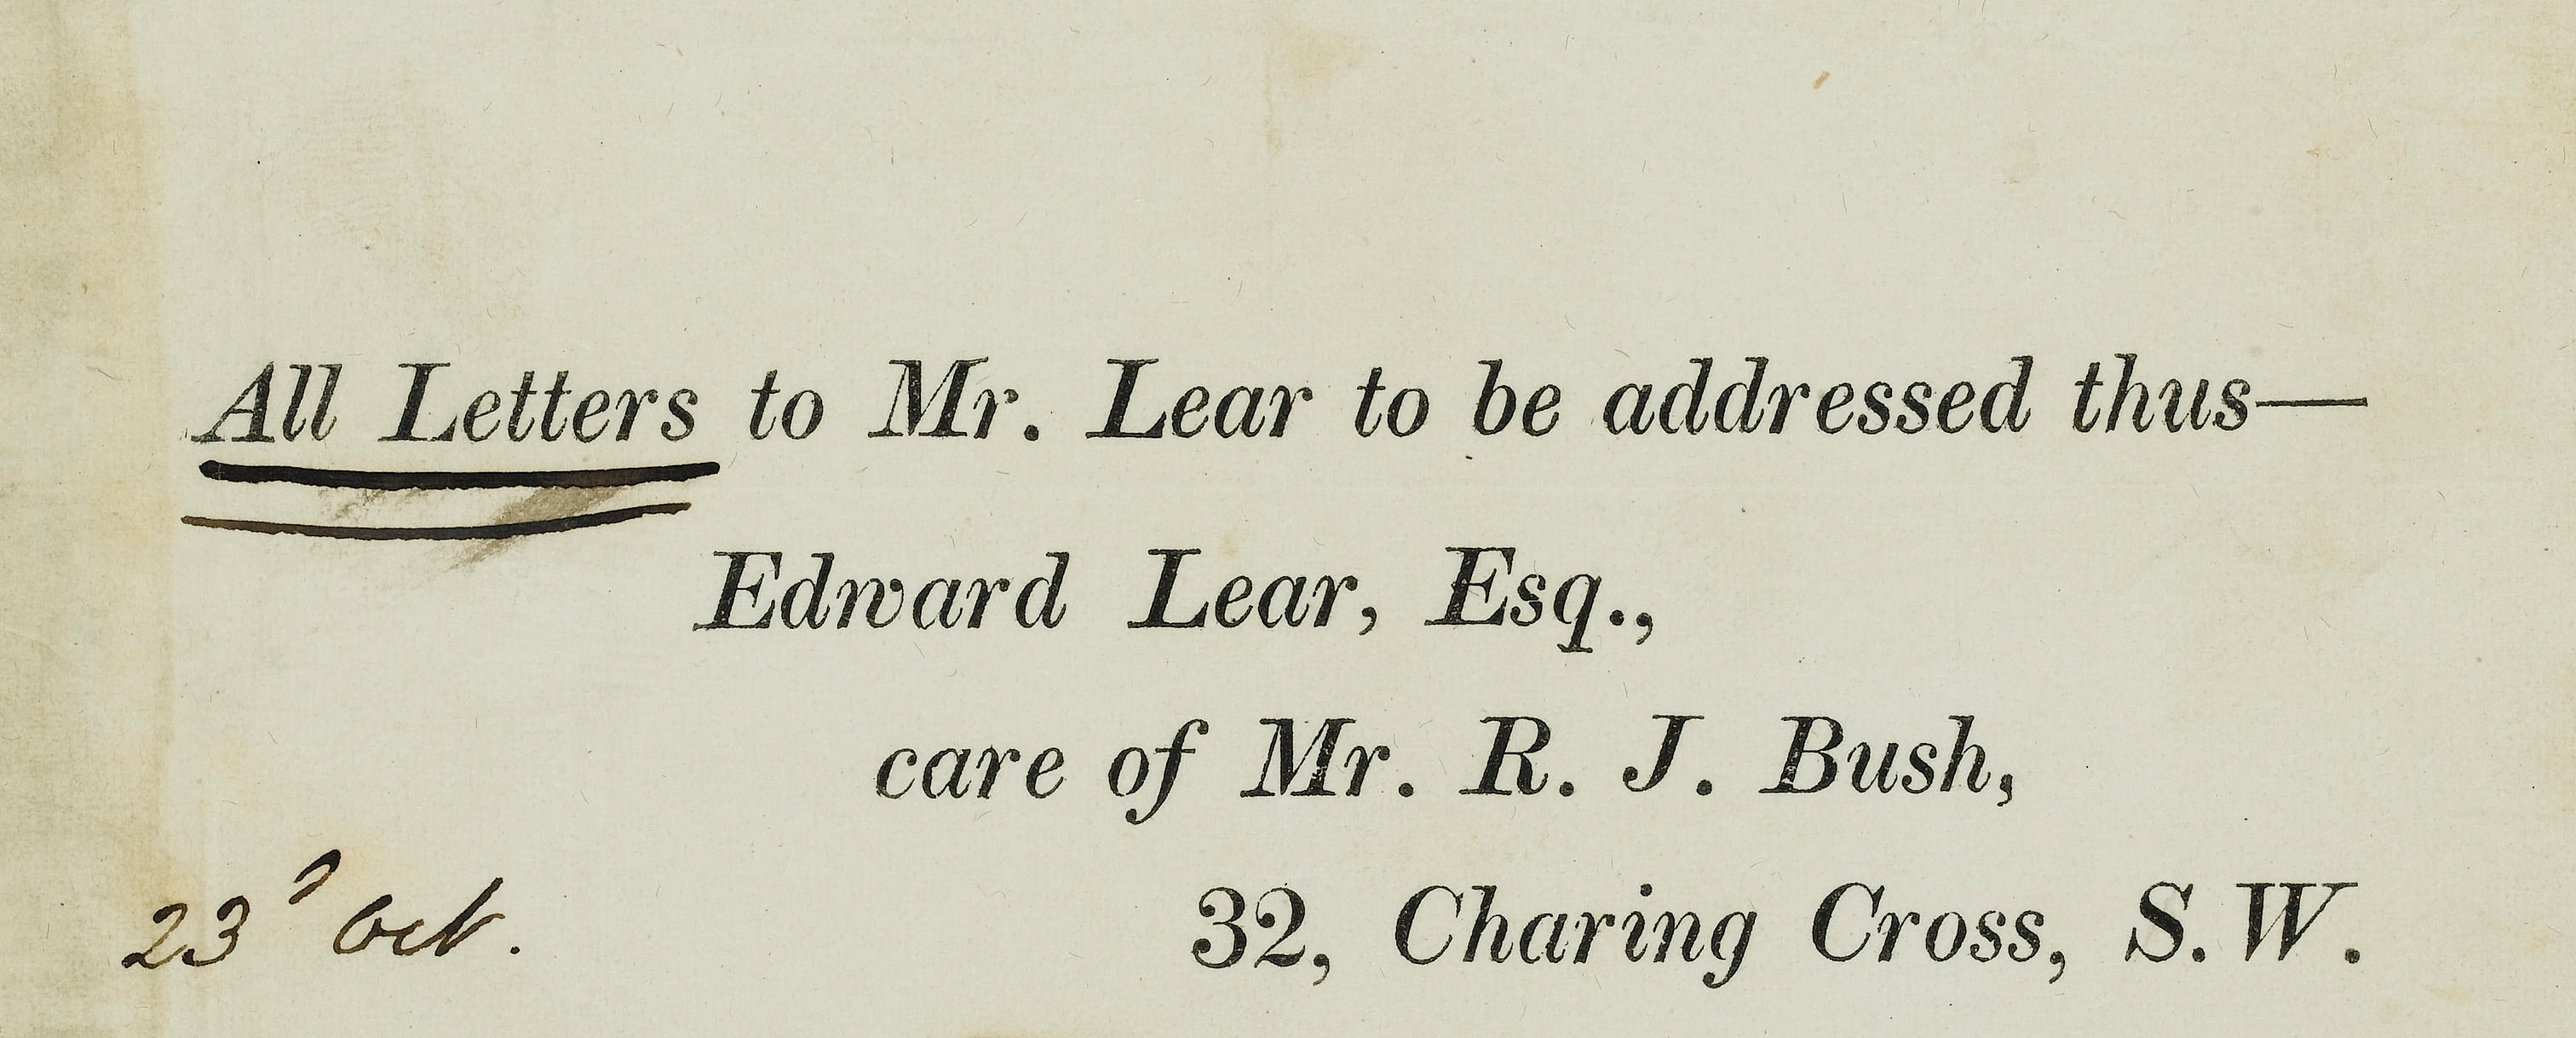 All Letters to Mr. Lear to be addressed thus—
Edward Lear, Esq.,
care of Mr. R. J. Bush,
32, Charing Cross, S. W.
23d Oct.